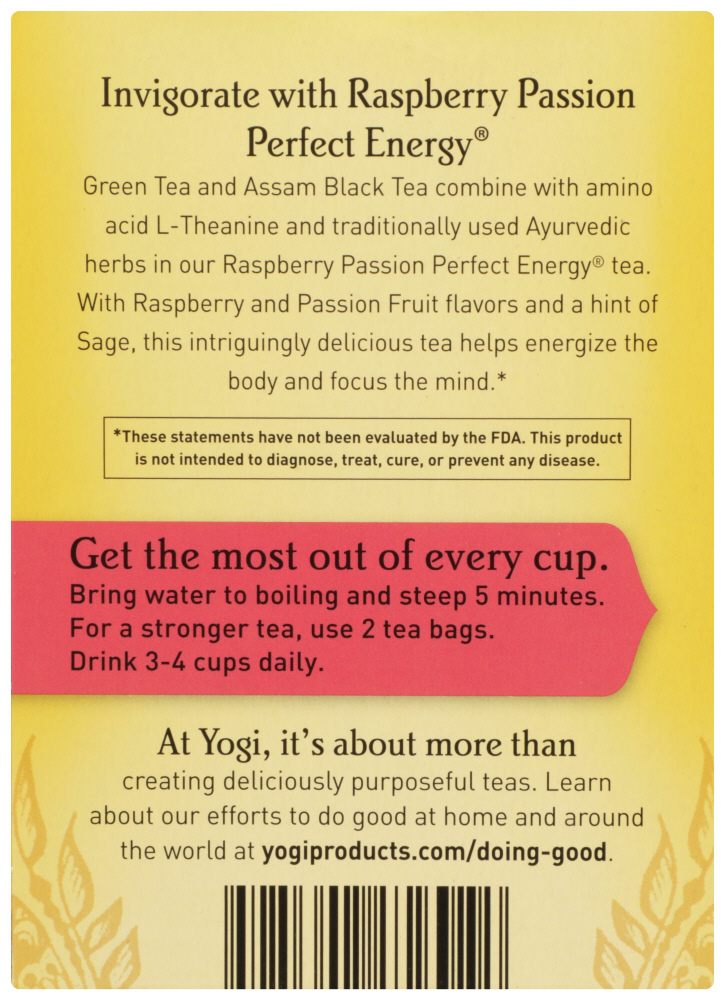 Invigorate with Raspberry Passion
Perfect Energy®
Green Tea and Assam Black Tea combine with amino
acid L-Theanine and traditionally used Ayurvedic
herbs in our Raspberry Passion Perfect Energy® tea.
With Raspberry and Passion Fruit flavors and a hint of
Sage, this intriguingly delicious tea helps energize the
body and focus the mind.*
*These statements have not been evaluated by the FDA. This product
is not intended to diagnose, treat, cure, or prevent any disease.
Get the most out of every cup.
Bring water to boiling and steep 5 minutes.
For a stronger tea, use 2 tea bags.
Drink 3-4 cups daily.
At Yogi, it's about more than
creating deliciously purposeful teas. Learn
about our efforts to do good at home and around
the world at yogiproducts.com/doing-good.